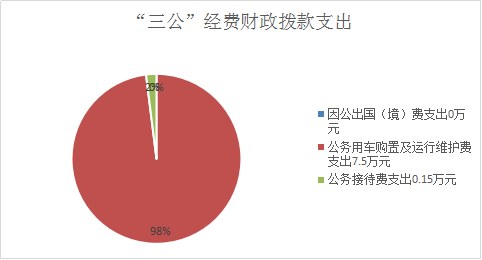 “三公”经费财政拨款支出
因公出国（境）费支出0万
元
公务用车购置及运行维护费
支出7.5万元
公务接待费支出0.15万元
2%
0%
98%